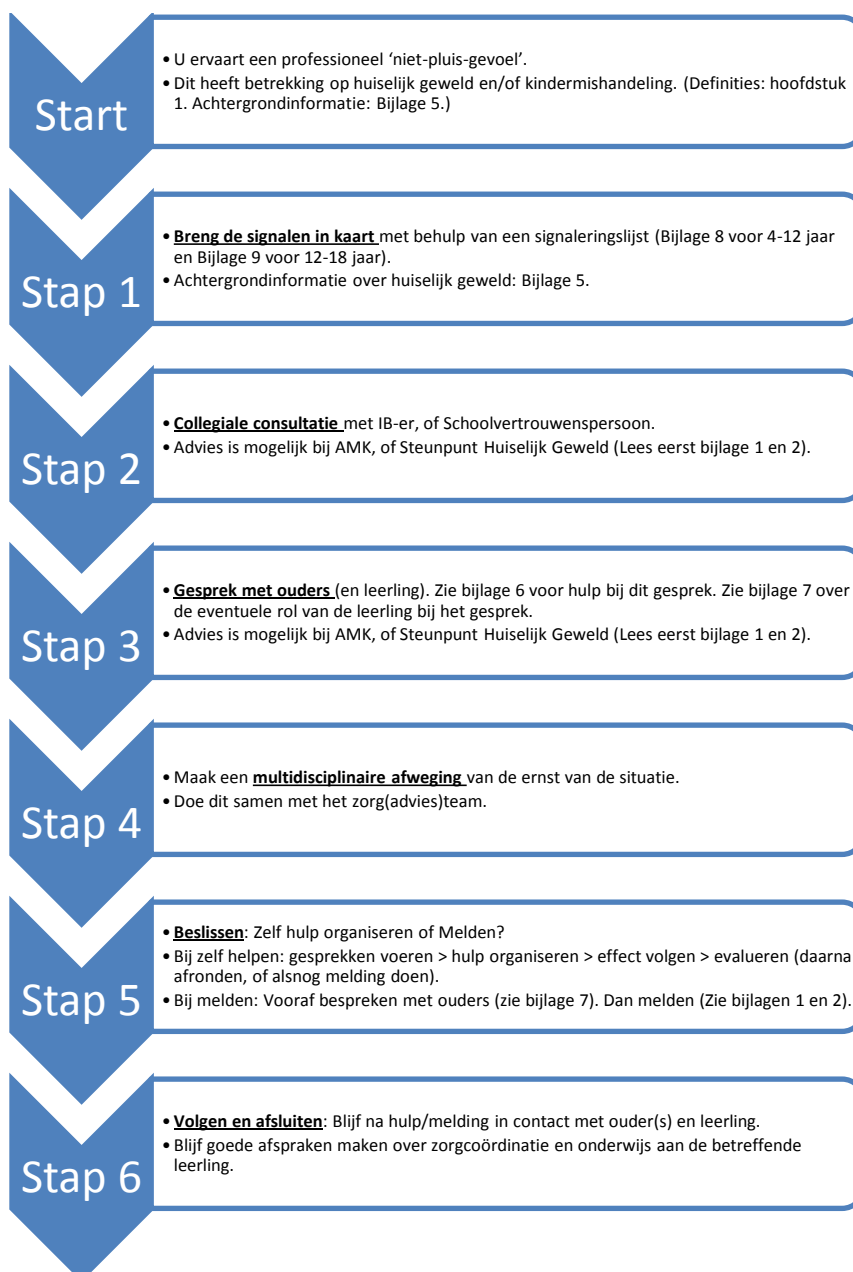 Start
• U ervaart een professioneel ‘niet-pluis-gevoel’.
• Dit heeft betrekking op huiselijk geweld en/of kindermishandeling. (Definities: hoofdstuk
1. Achtergrondinformatie: Bijlage 5.)
Stap 1
• Breng de signalen in kaart met behulp van een signaleringslijst (Bijlage 8 voor 4-12 jaar
en Bijlage 9 voor 12-18 jaar).
• Achtergrondinformatie over huiselijk geweld: Bijlage 5.
Stap 2
• Collegiale consultatie met IB-er, of Schoolvertrouwenspersoon.
• Advies is mogelijk bij AMK, of Steunpunt Huiselijk Geweld (Lees eerst bijlage 1 en 2).
Stap 3
• Gesprek met ouders (en leerling). Zie bijlage 6 voor hulp bij dit gesprek. Zie bijlage 7 over
de eventuele rol van de leerling bij het gesprek.
• Advies is mogelijk bij AMK, of Steunpunt Huiselijk Geweld (Lees eerst bijlage 1 en 2).
Stap 4
• Maak een multidisciplinaire afweging van de ernst van de situatie.
• Doe dit samen met het zorg(advies)team.
Stap 5
• Beslissen: Zelf hulp organiseren of Melden?
• Bij zelf helpen: gesprekken voeren > hulp organiseren > effect volgen > evalueren (daarna
afronden, of alsnog melding doen).
• Bij melden: Vooraf bespreken met ouders (zie bijlage 7). Dan melden (Zie bijlagen 1 en 2).
Stap 6
• Volgen en afsluiten: Blijf na hulp/melding in contact met ouder(s) en leerling.
• Blijf goede afspraken maken over zorgcoördinatie en onderwijs aan de betreffende
leerling.